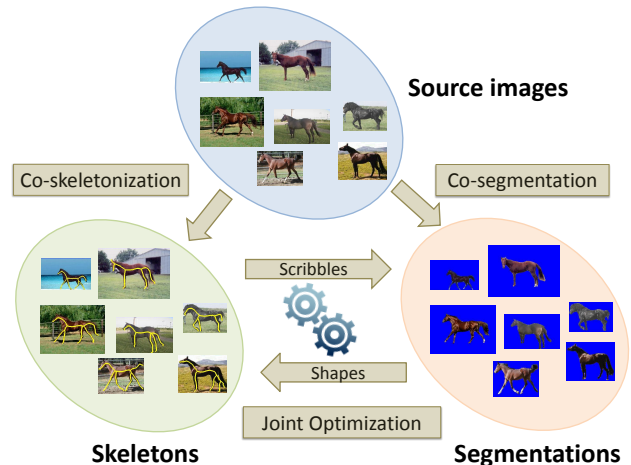 Source images
Co-skeletonization
Co-segmentation
Scribbles
Shapes
Joint Optimization
Skeletons
Segmentations